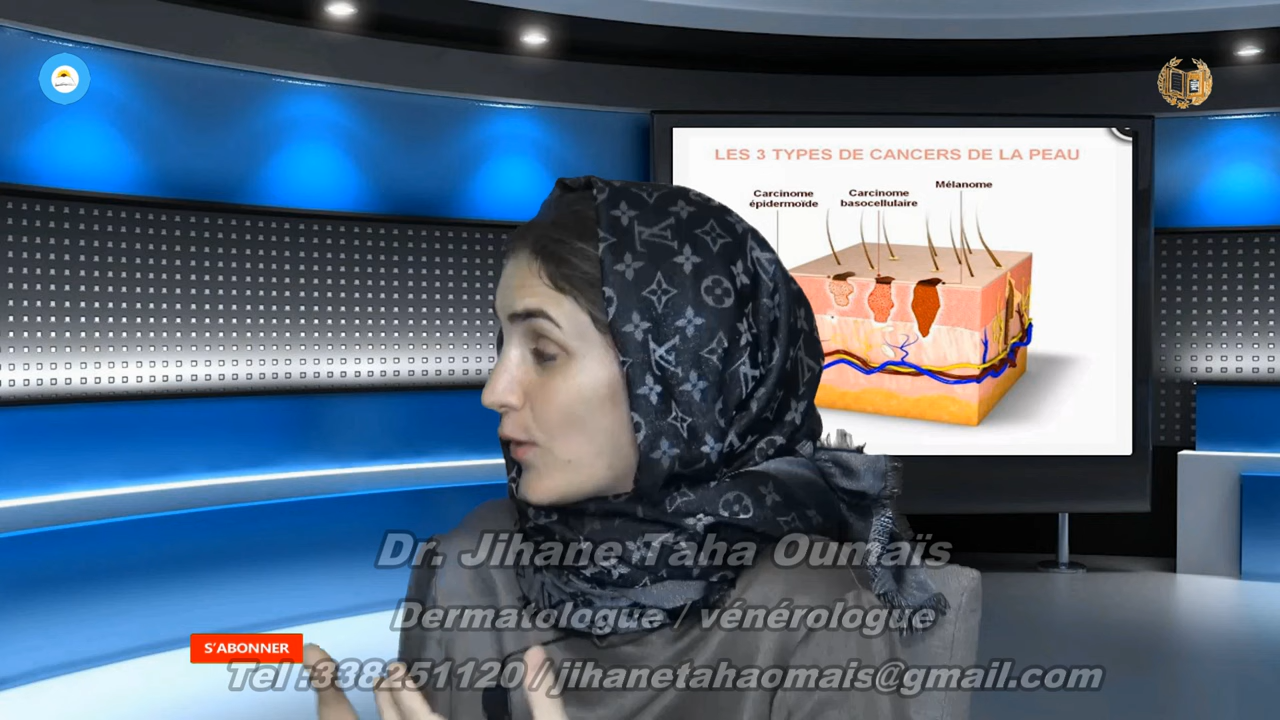 LES 3 TYPES DE CANCERS DE LA PEAU
Mélanome
Carcinome
épidermoïde
Carcinome
basocellulaire
Dr. Jihane Taha Oumaïs
Dermatologue / vénérologue
S'ABONNER
Tel :338251120 / jihanetahaomais@gmail.com